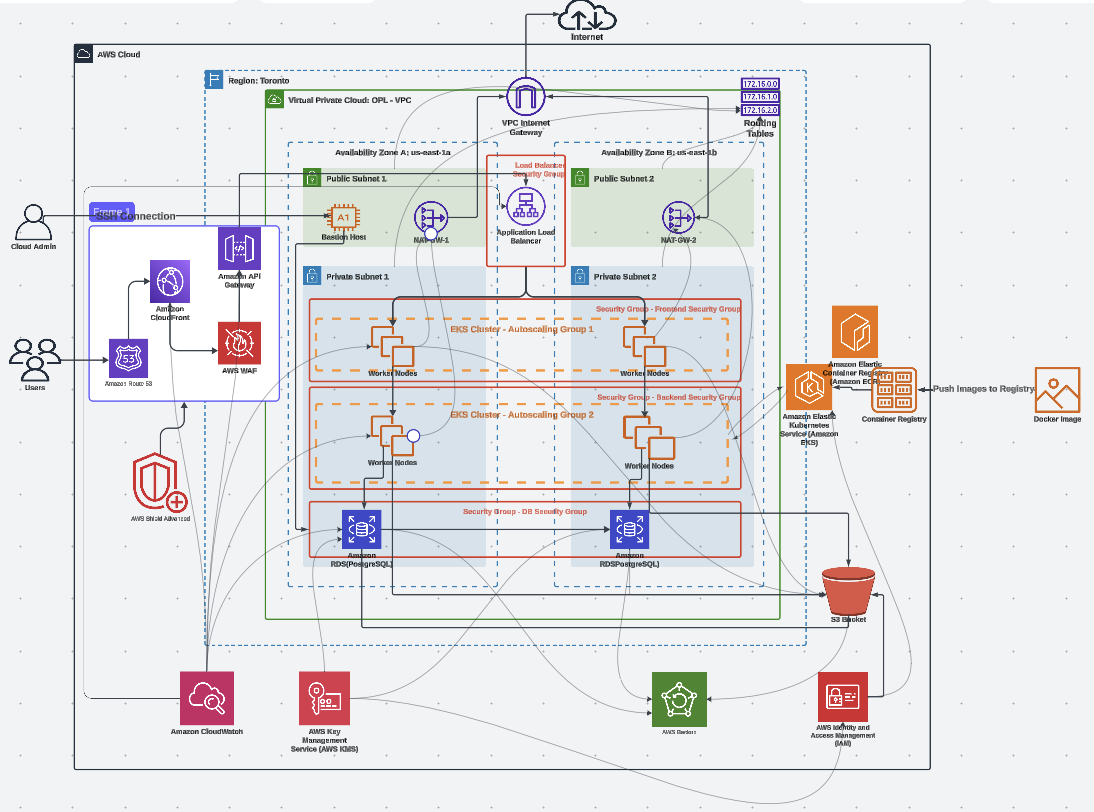 Internet
AWS Cloud
Region: Toronto
172.16.0.0
172.16.1.0
172.16.2.0
Routing
Tables
Virtual Private Cloud: OPL - VPC
VPC Internet
Gateway
Availability Zone A: us-east-1a
Availability Zone B: us-east-1b
Load Balancer
Security Group
Public Subnet 1
Public Subnet 2
Frame 1
SSH Connection
A1
Cloud Admin
Bastion Host
NAT-GW-1
Application Load
Balancer
NAT-GW-2
Amazon API
Gateway
Private Subnet 1
Private Subnet 2
Amazon
CloudFront
Security Group - Frontend Security Group
EKS Cluster - Autoscaling Group 1
53
Users
Amazon Route 53
AWS WAF
Worker Nodes
Worker Nodes
Amazon Elastic
Container Registry
(Amazon ECR)
Security Group - Backend Security Group
EKS Cluster - Autoscaling Group 2
Push Images to Registry
K
Amazon Elastic
Kubernetes
Service (Amazon
EKS)
Container Registry
Docker Image
Worker Nodes
Worker Nodes
AWS Shield Advanced
Security Group - DB Security Group
Amazon
RDS(PostgreSQL)
Amazon
RDSPostgreSQL)
S3 Bucket
Amazon CloudWatch
AWS Key
Management
Service (AWS KMS)
AWS Backup
AWS Identity and
Access Management
(IAM)